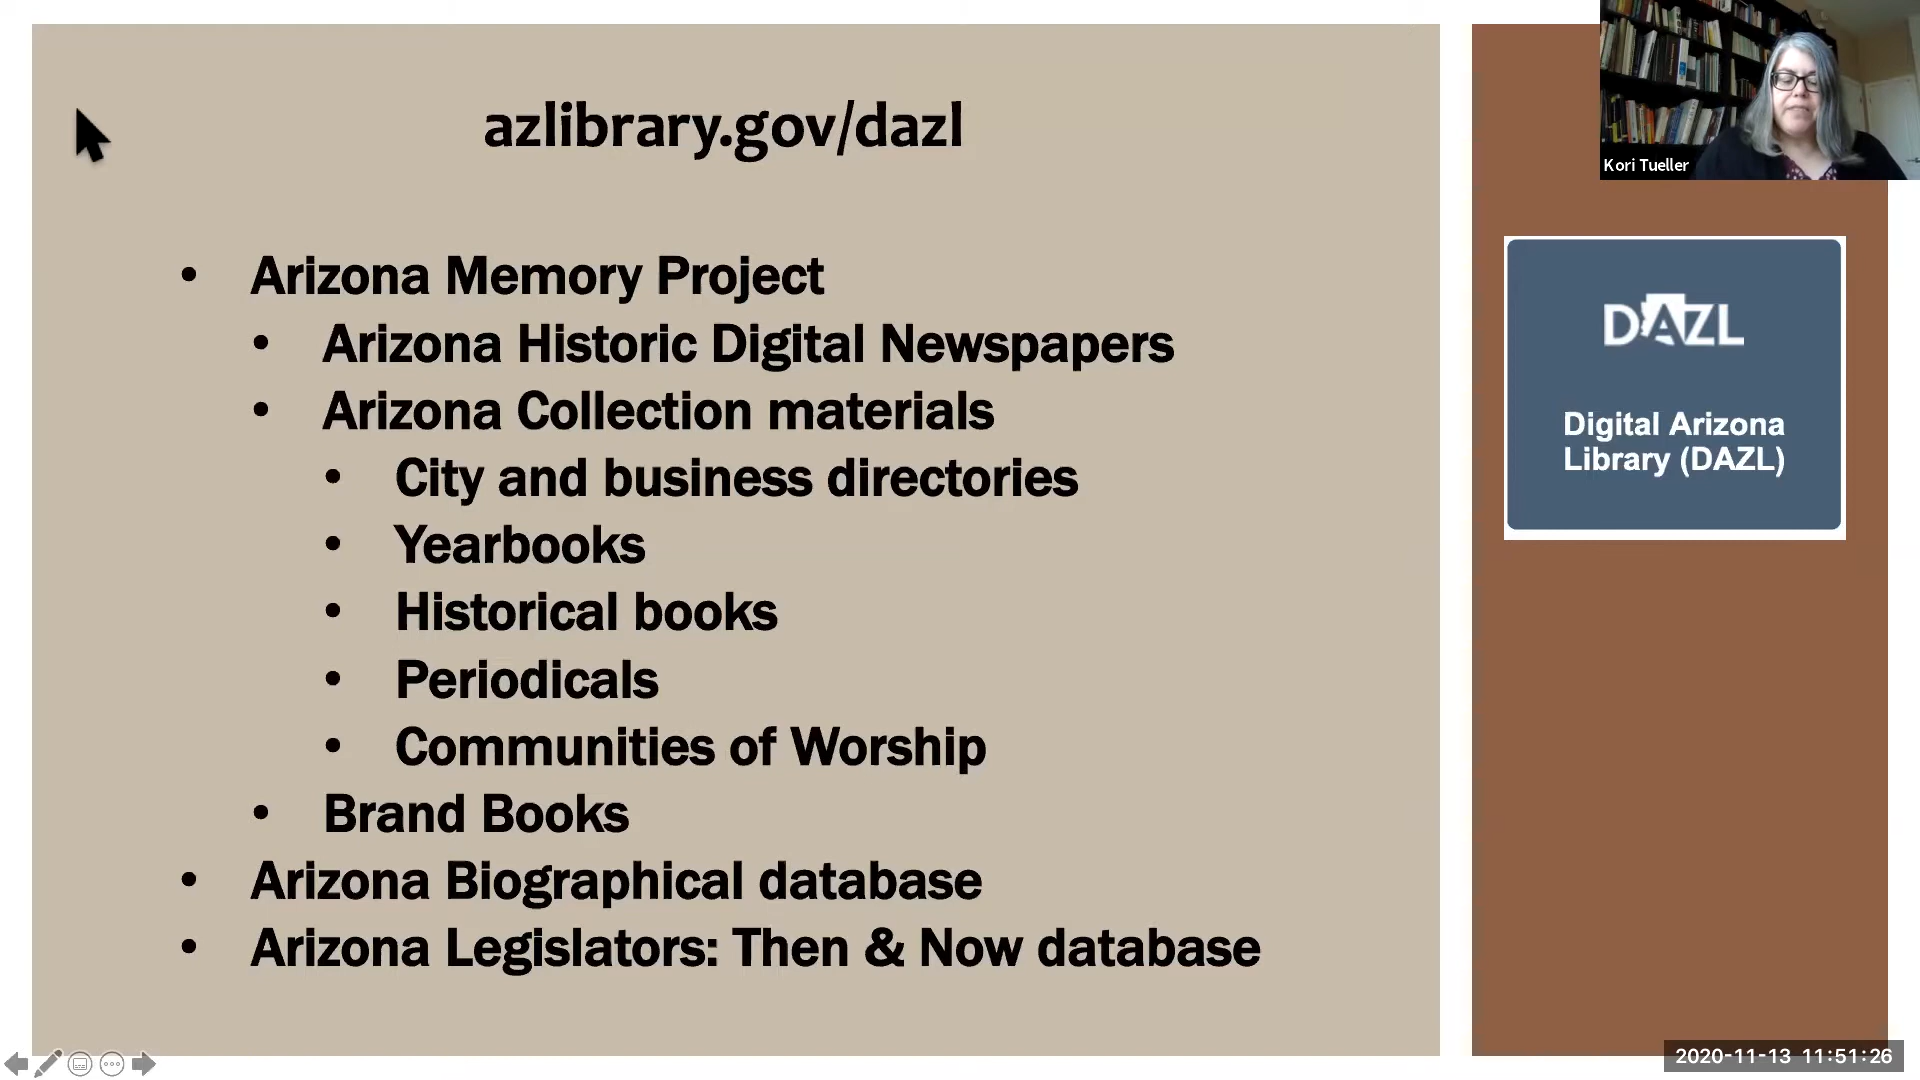 azlibrary.gov/dazl
• Arizona Memory Project
• Arizona Historic Digital Newspapers
• Arizona Collection materials
• City and business directories
• Yearbooks
• Historical books
• Periodicals
• Communities of Worship
• Brand Books
• Arizona Biographical database
• Arizona Legislators: Then & Now database
Kori Tueller
DAZL
Digital Arizona
Library (DAZL)
2020-11-13 11:51:26